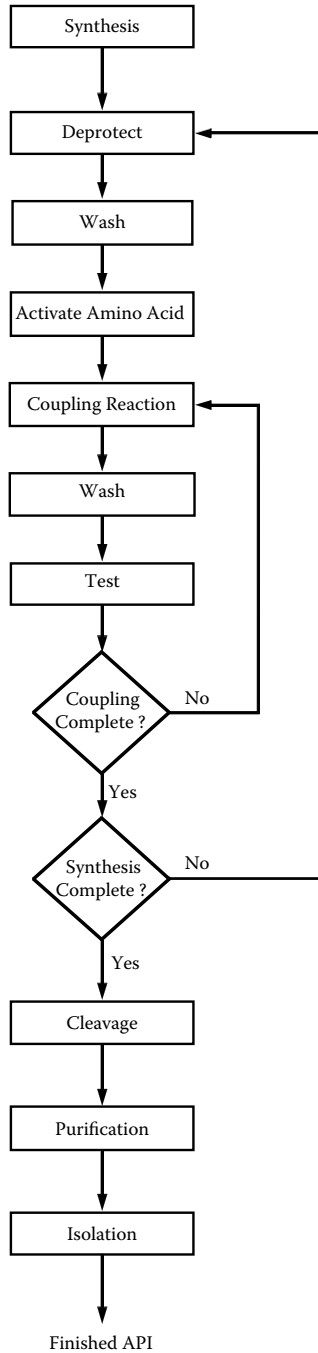 Synthesis
Deprotect
Wash
Activate Amino Acid
Coupling Reaction
Wash
Test
Coupling
Complete ?
No
Yes
Synthesis
Complete ?
No
Yes
Cleavage
Purification
Isolation
Finished API